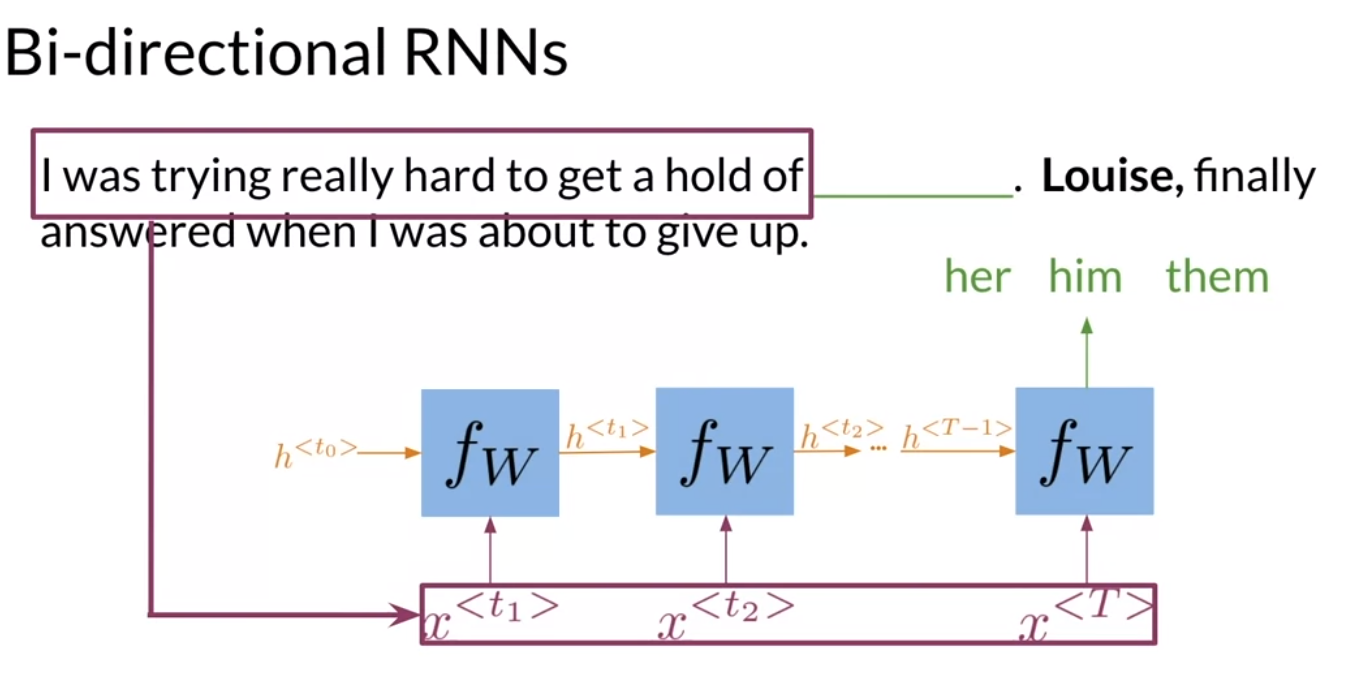 Bi-directional RNNs
I was trying really hard to get a hold of ________. Louise, finally
answered when I was about to give up.
her him them
h^{<t_0>} f_W h^{<t_1>} f_W h^{<t_2>} ... h^{<T-1>} f_W
x^{<t_1>} x^{<t_2>} x^{<T>}